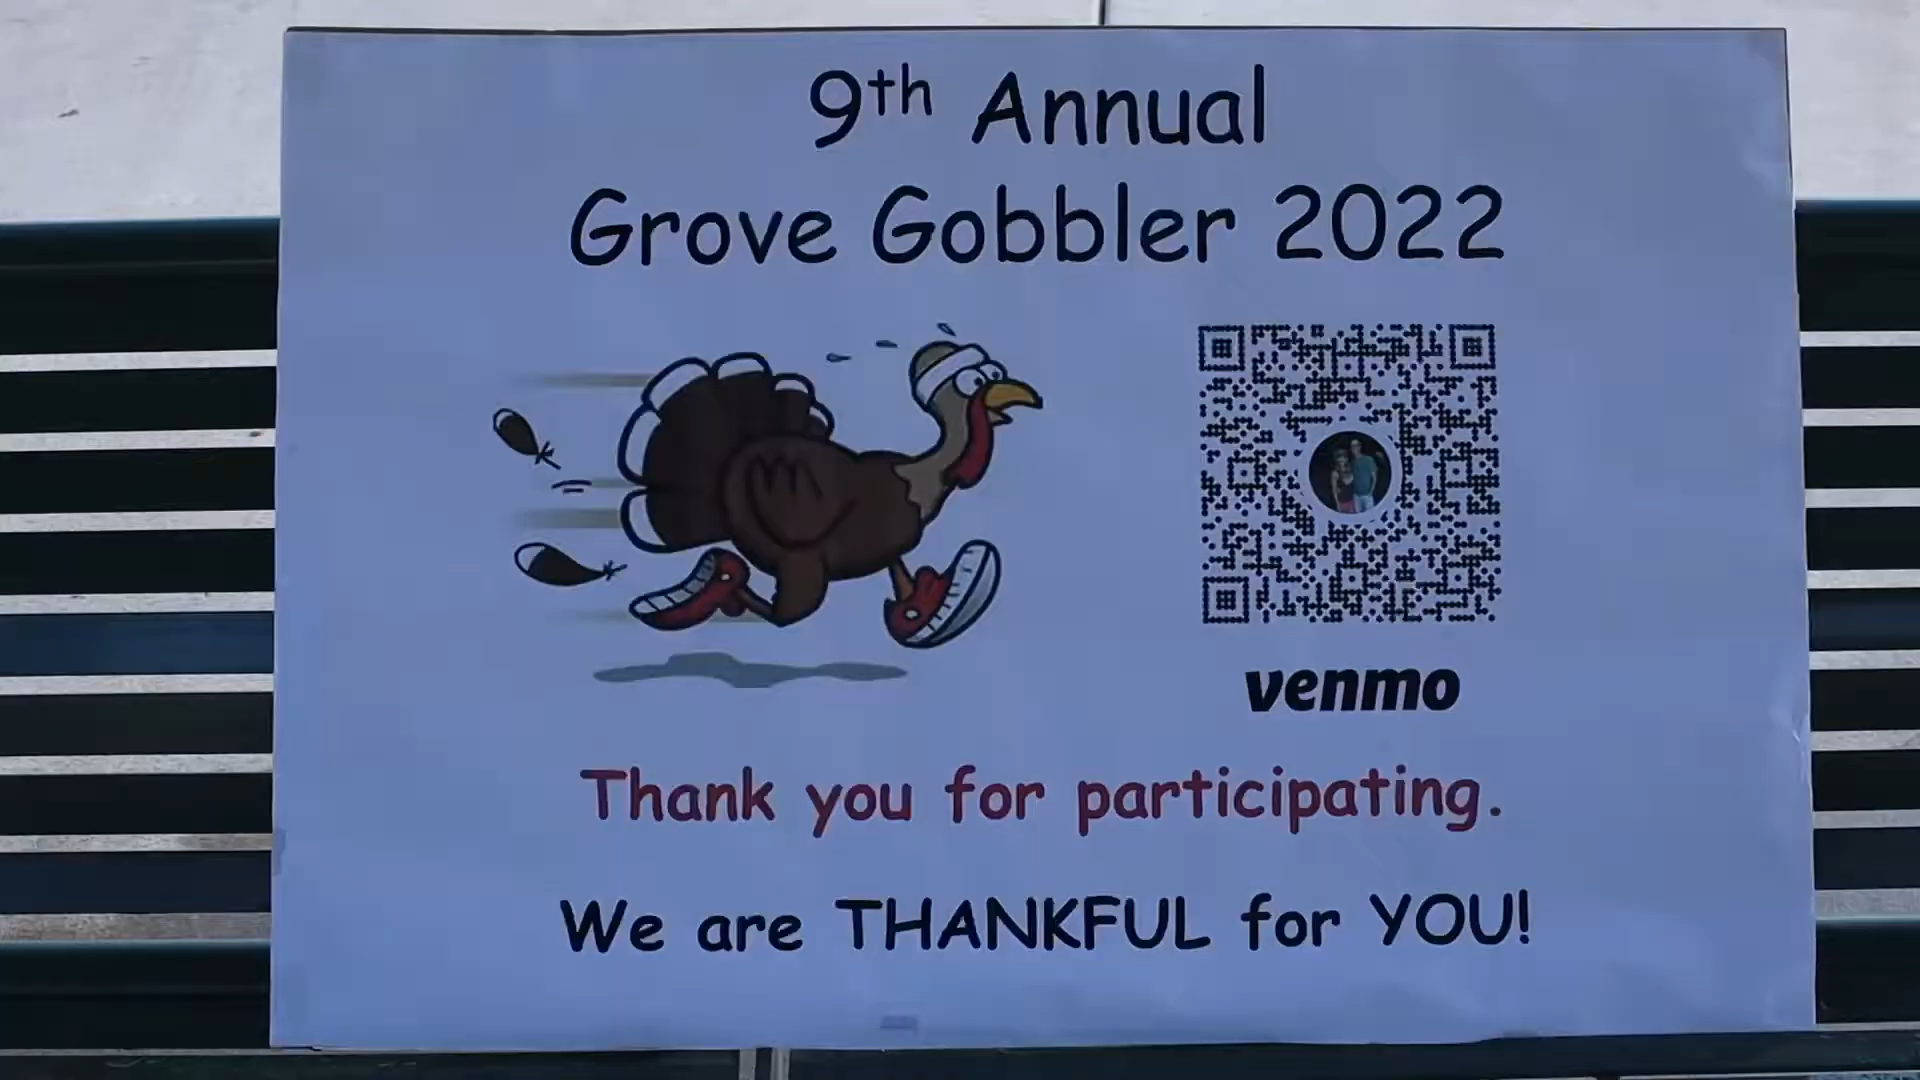 9th Annual
Grove Gobbler 2022
venmo
Thank you for participating.
We are THANKFUL for YOU!